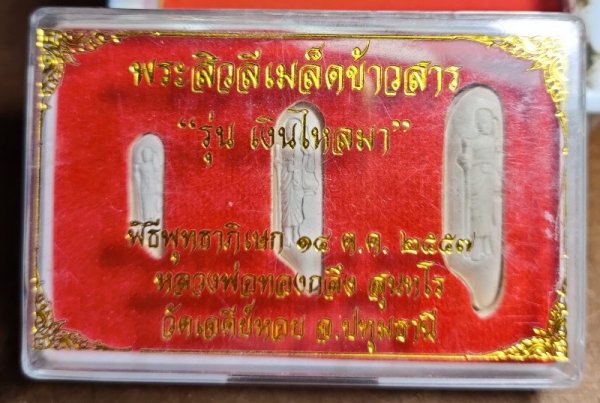 พระสิวลีเมล็ดข้าวสาร
"รุ่น เงินไหลมา"
พิธีพุทธาภิเษก ๑๘ ต.ค. ๒๕๕๗
หลวงพ่อทองกลึง สุนทโร
วัดเจดีย์หอย จ.ปทุมธานี